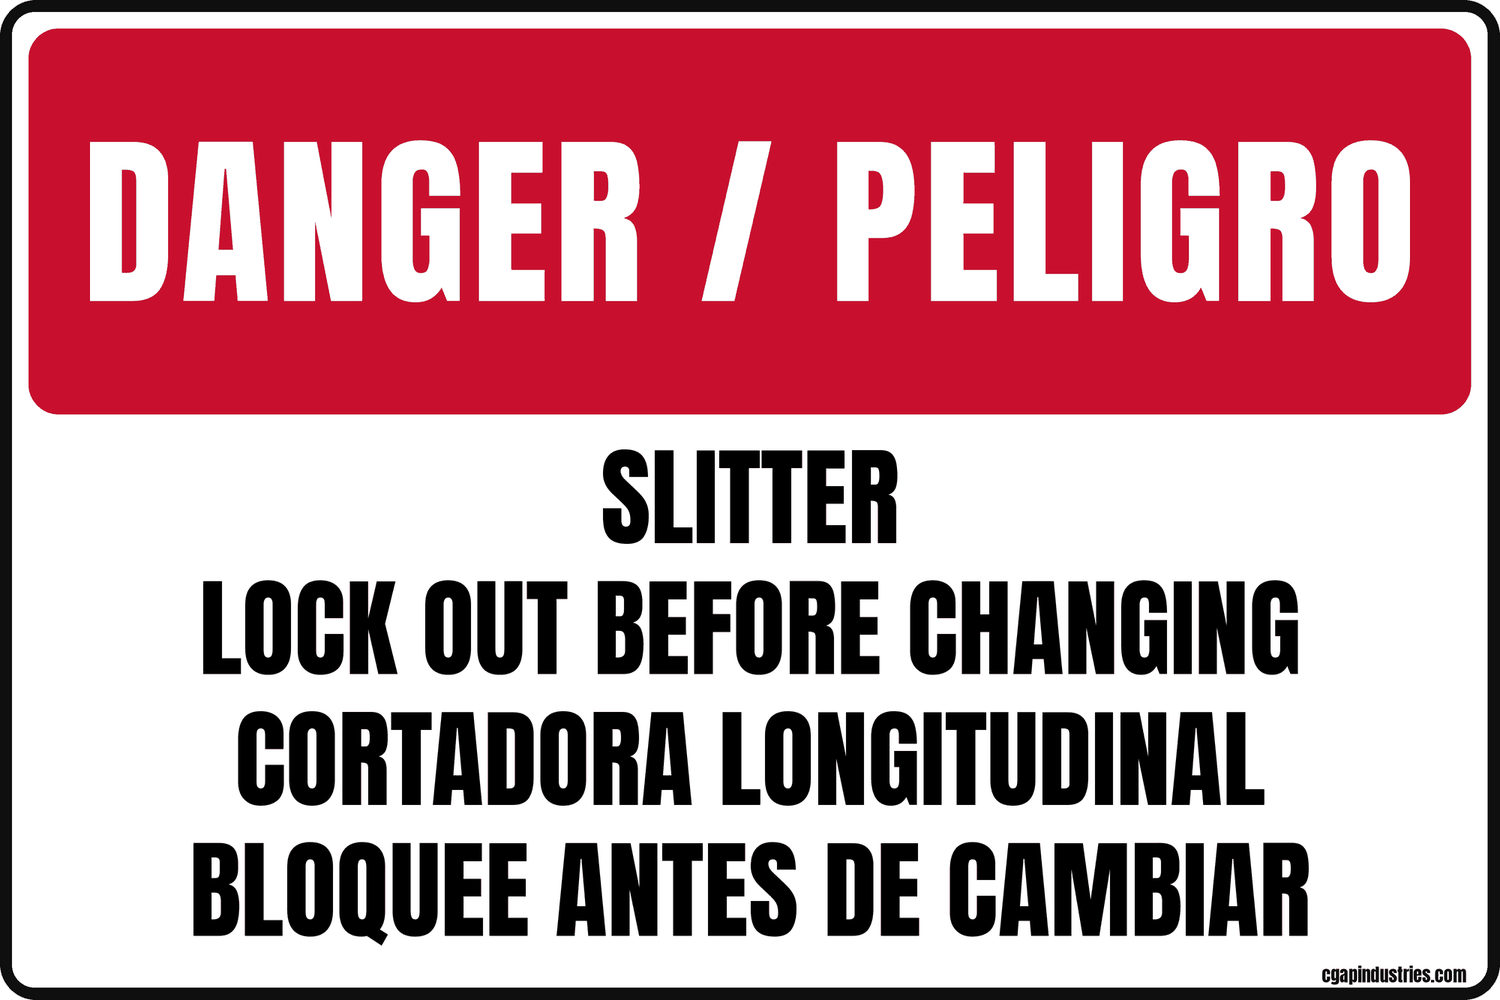 DANGER / PELIGRO
SLITTER
LOCK OUT BEFORE CHANGING
CORTADORA LONGITUDINAL
BLOQUEE ANTES DE CAMBIAR
cgapindustries.com